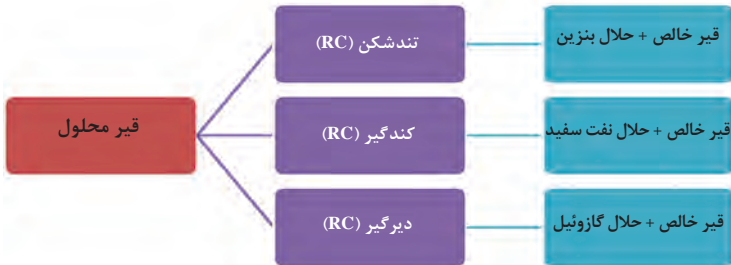 قیر محلول
تندشکن (RC)
قیر خالص + حلال بنزین
کندگیر (RC)
قیر خالص + حلال نفت سفید
دیرگیر (RC)
قیر خالص + حلال گازوئیل